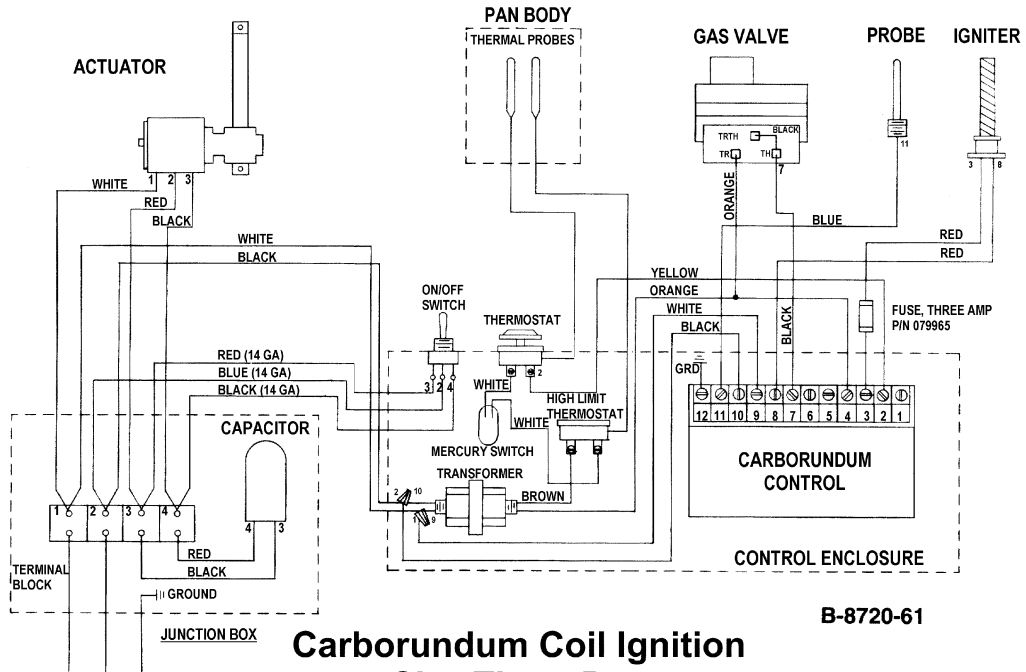 PAN BODY
THERMAL PROBES
ACTUATOR
GAS VALVE
PROBE
IGNITER
TRTH
BLACK
TR
TH
7
11
3 8
1 2 3
WHITE
RED
BLACK
ORANGE
BLUE
RED
RED
WHITE
BLACK
YELLOW
ORANGE
WHITE
BLACK
BLACK
ON/OFF
SWITCH
THERMOSTAT
FUSE, THREE AMP
P/N 079965
RED (14 GA)
BLUE (14 GA)
BLACK (14 GA)
3 2 4
2
WHITE
HIGH LIMIT
THERMOSTAT
WHITE
MERCURY SWITCH
GRD
12 11 10 9 8 7 6 5 4 3 2 1
CARBORUNDUM
CONTROL
CAPACITOR
4 3
TRANSFORMER
2 10
1 9
BROWN
1 2 3 4
RED
BLACK
TERMINAL
BLOCK
GROUND
JUNCTION BOX
CONTROL ENCLOSURE
B-8720-61
Carborundum Coil Ignition